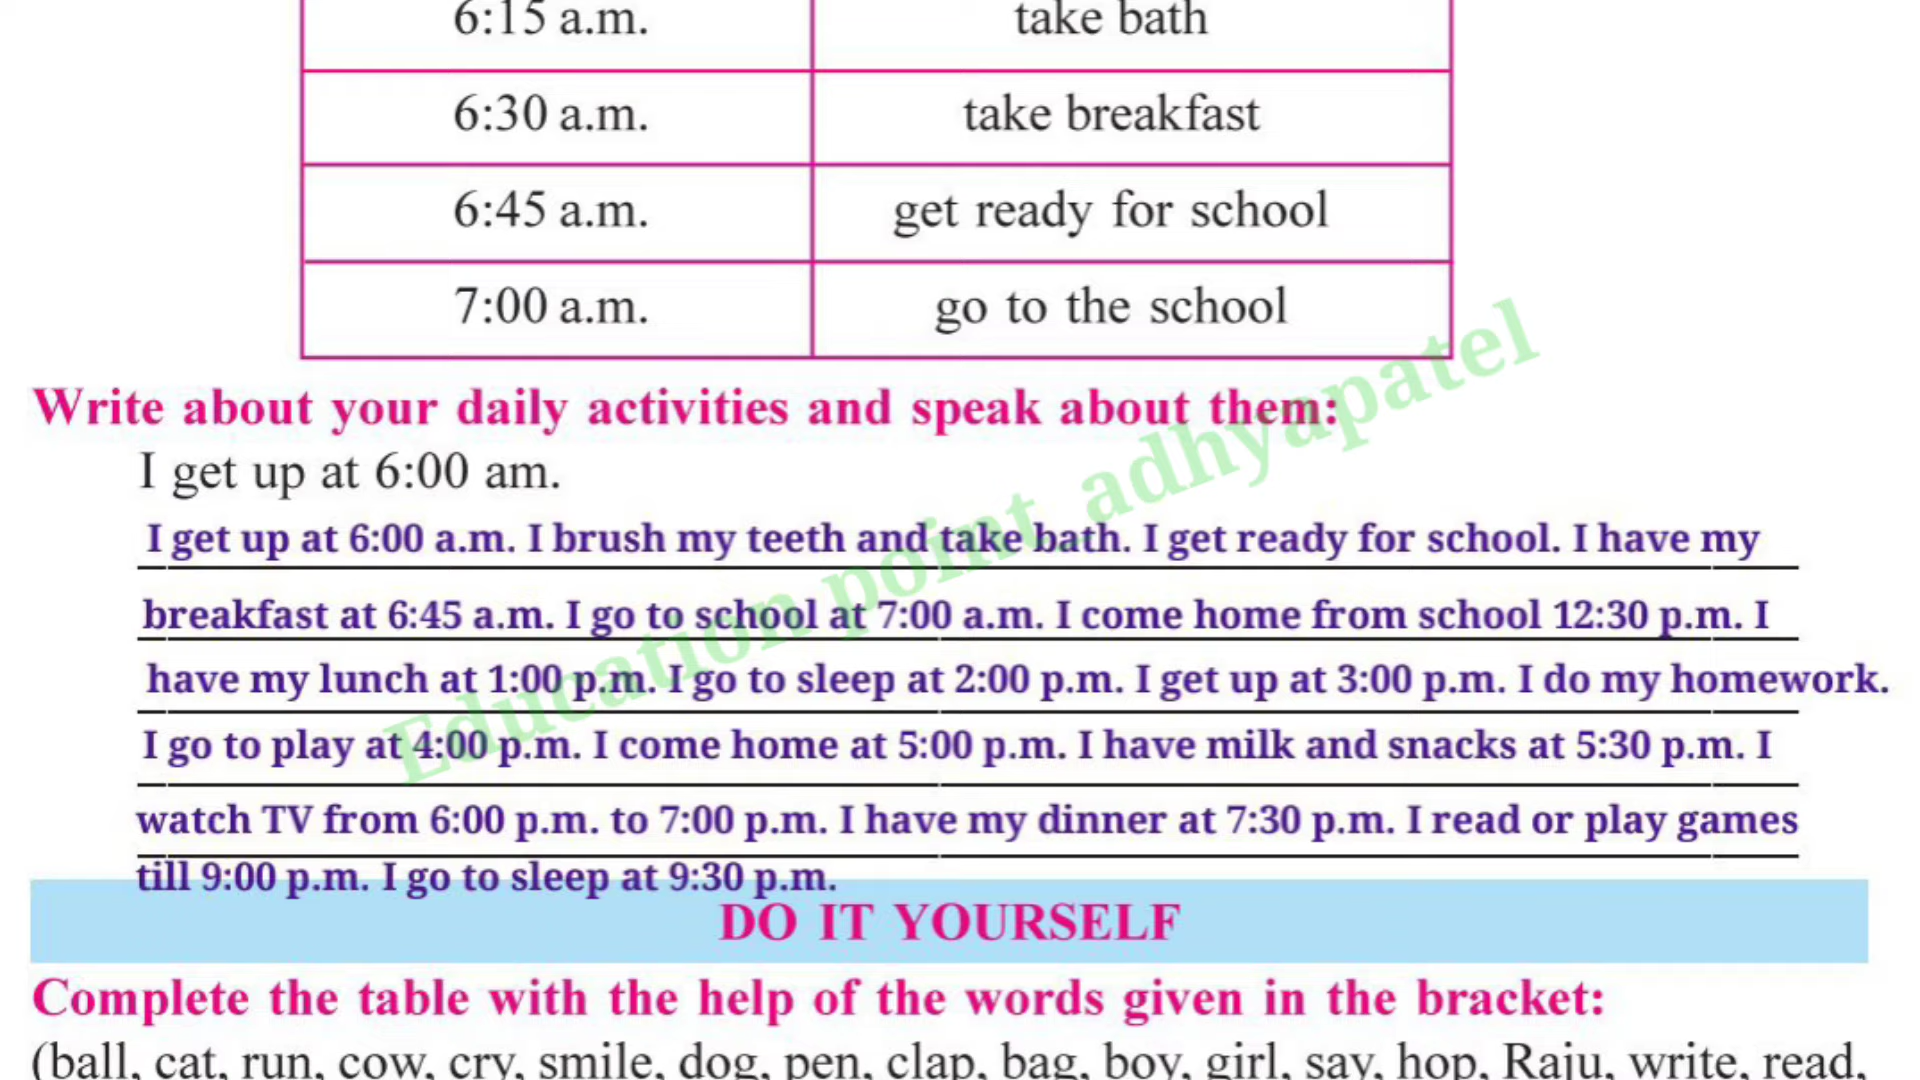 6:15 a.m. take bath
6:30 a.m. take breakfast
6:45 a.m. get ready for school
7:00 a.m. go to the school
Write about your daily activities and speak about them:
I get up at 6:00 am.
I get up at 6:00 a.m. I brush my teeth and take bath. I get ready for school. I have my
breakfast at 6:45 a.m. I go to school at 7:00 a.m. I come home from school 12:30 p.m. I
have my lunch at 1:00 p.m. I go to sleep at 2:00 p.m. I get up at 3:00 p.m. I do my homework.
I go to play at 4:00 p.m. I come home at 5:00 p.m. I have milk and snacks at 5:30 p.m. I
watch TV from 6:00 p.m. to 7:00 p.m. I have my dinner at 7:30 p.m. I read or play games
till 9:00 p.m. I go to sleep at 9:30 p.m.
Education point_adhyapatel
DO IT YOURSELF
Complete the table with the help of the words given in the bracket:
(ball, cat, run, cow, cry, smile, dog, pen, clap, bag, boy, girl, say, hop, Raju, write, read,